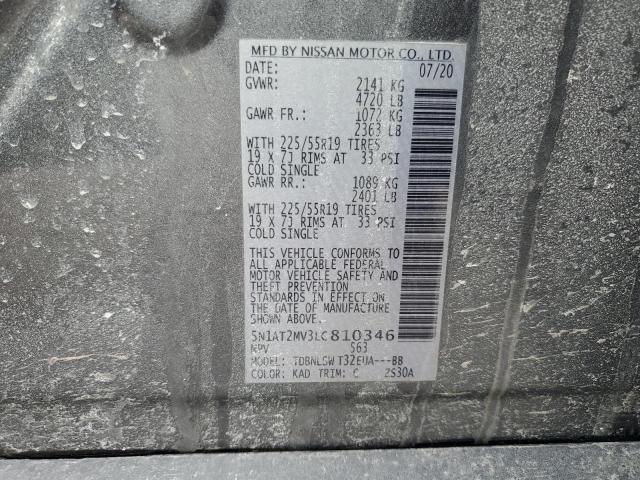 MFD BY NISSAN MOTOR CO., LTD.
DATE: 07/20
GVWR: 2141 KG
4720 LB
GAWR FR.: 1072 KG
2363 LB
WITH 225/55R19 TIRES
19 X 7J RIMS AT 33 PSI
COLD SINGLE
GAWR RR.: 1089 KG
2401 LB
WITH 225/55R19 TIRES
19 X 7J RIMS AT 33 PSI
COLD SINGLE
THIS VEHICLE CONFORMS TO
ALL APPLICABLE FEDERAL
MOTOR VEHICLE SAFETY AND
THEFT PREVENTION
STANDARDS IN EFFECT ON
THE DATE OF MANUFACTURE
SHOWN ABOVE.
5N1AT2MV3LC810346
MPV S63
MODEL: TDBNLGWT32EUA---BB
COLOR: KAD TRIM: